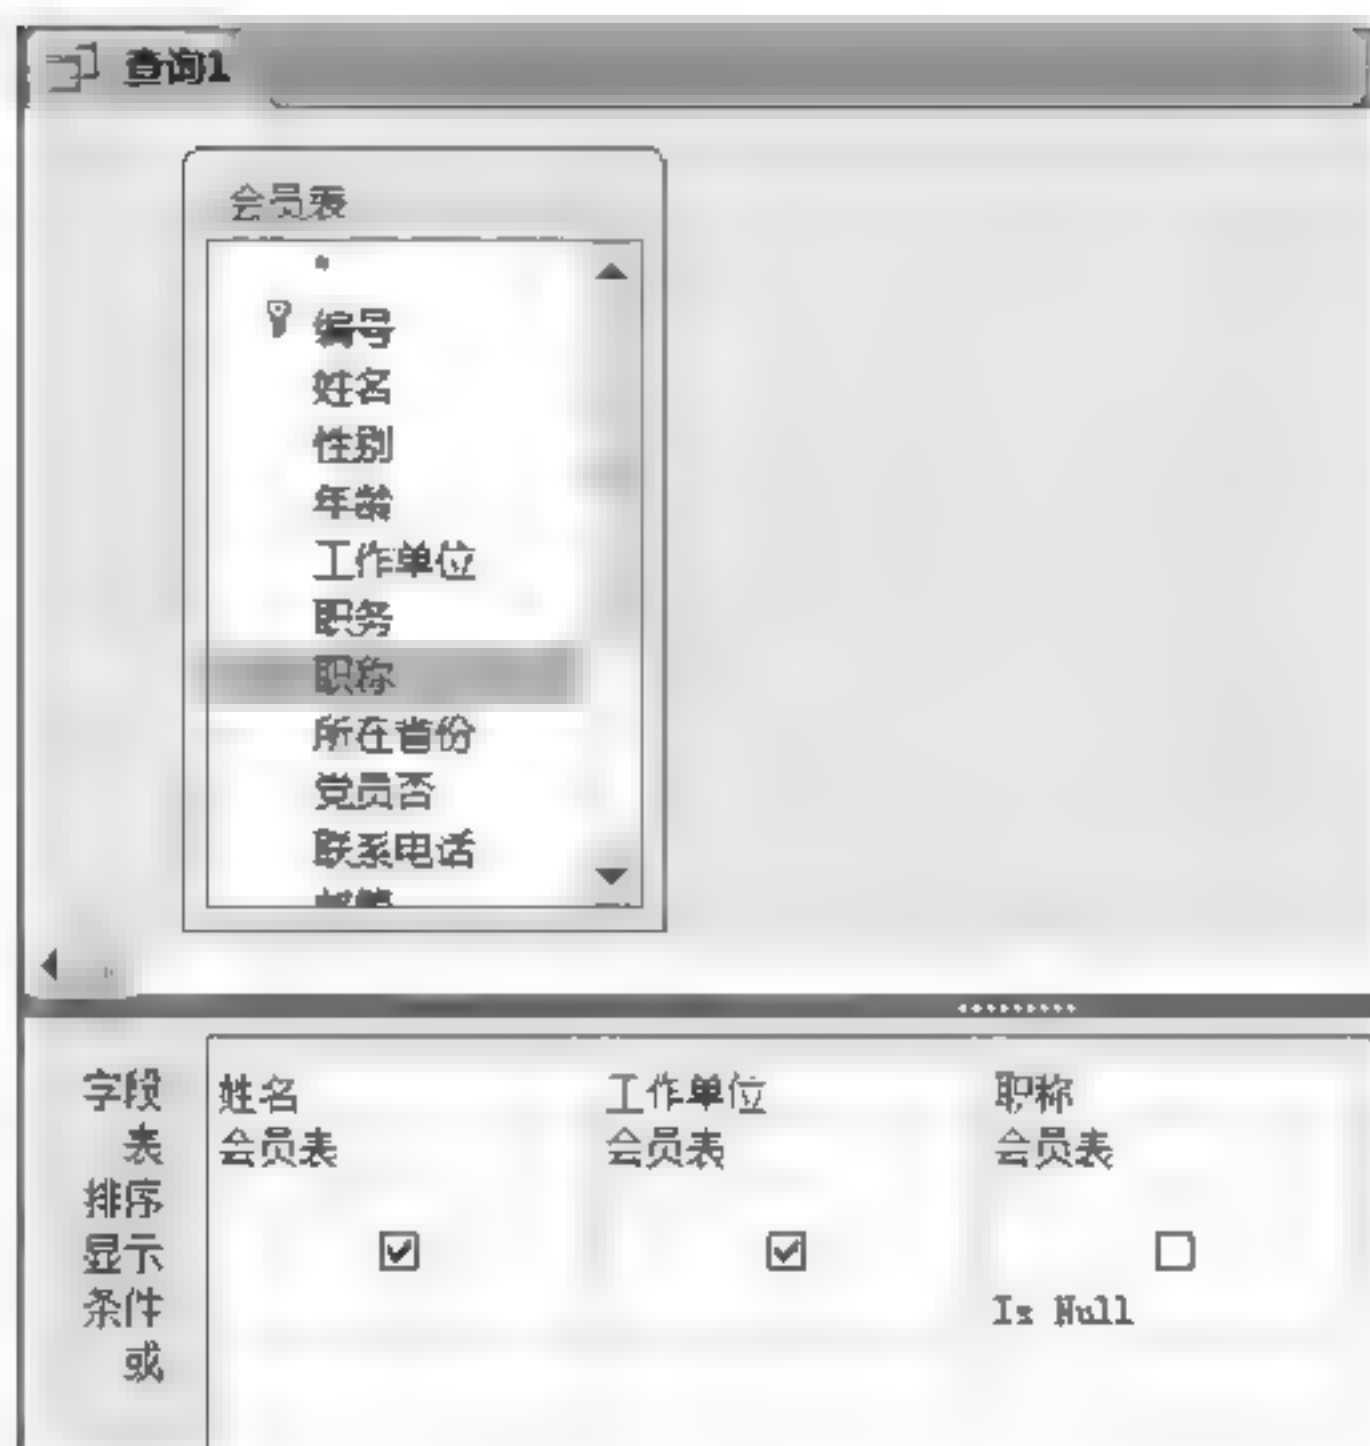 查询1
会员表
*
编号
姓名
性别
年龄
工作单位
职务
职称
所在省份
党员否
联系电话
字段 姓名 工作单位 职称
表 会员表 会员表 会员表
排序
显示
条件 Is Null
或